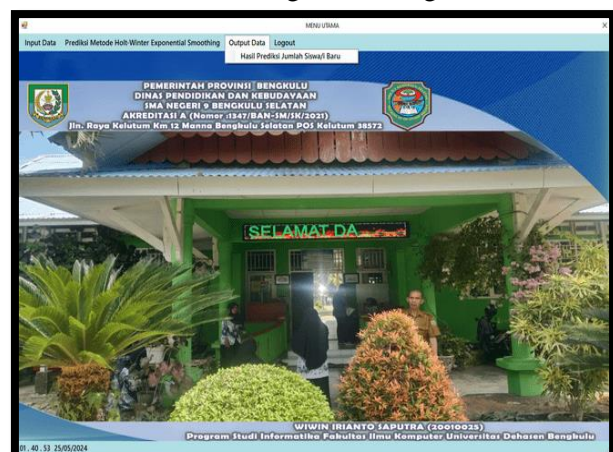 MENU UTAMA
X
Input Data Prediksi Metode Holt-Winter Exponential Smoothing Output Data Logout
Hasil Prediksi Jumlah Siswa/i Baru
PEMERINTAH PROVINSI BENGKULU
DINAS PENDIDIKAN DAN KEBUDAYAAN
SMA NEGERI 9 BENGKULU SELATAN
AKREDITASI A (Nomor :1347/BAN-SM/SK/2021)
Jln. Raya Kelutum Km 12 Manna Bengkulu Selatan POS Kelutum 38572
SELAMAT DA
WIWIN IRIANTO SAPUTRA (20010025)
Program Studi Informatika Fakultas Ilmu Komputer Universitas Dehasen Bengkulu
01 . 40 . 53 25/05/2024